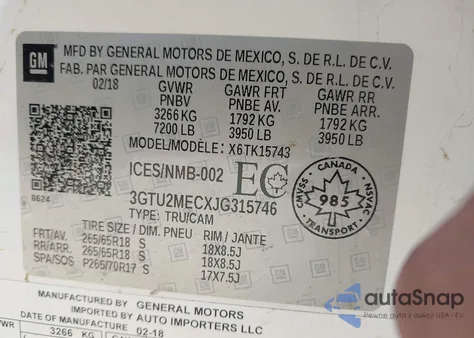 GM
MFD BY GENERAL MOTORS DE MEXICO, S. DE R.L. DE C.V.
FAB. PAR GENERAL MOTORS DE MEXICO, S. DE R.L. DE C.V.
02/18 GVWR GAWR FRT GAWR RR
PNBV PNBE AV. PNBE ARR.
3266 KG 1792 KG 1792 KG
7200 LB 3950 LB 3950 LB
MODEL/MODÈLE: X6TK15743
ICES/NMB-002 EC
CANADA
CMVSS 985 NSVAC
TRANSPORT
8624
3GTU2MECXJG315746
TYPE: TRU/CAM
TIRE SIZE / DIM. PNEU RIM / JANTE
FRT/AV. 265/65R18 S 18X8.5J
RR/ARR. 265/65R18 S 18X8.5J
SPA/SOS P265/70R17 S 17X7.5J
MANUFACTURED BY GENERAL MOTORS
IMPORTED BY AUTO IMPORTERS LLC
DATE OF MANUFACTURE 02-18
3266 KG
autoSnap
Pewne auto z USA i EU